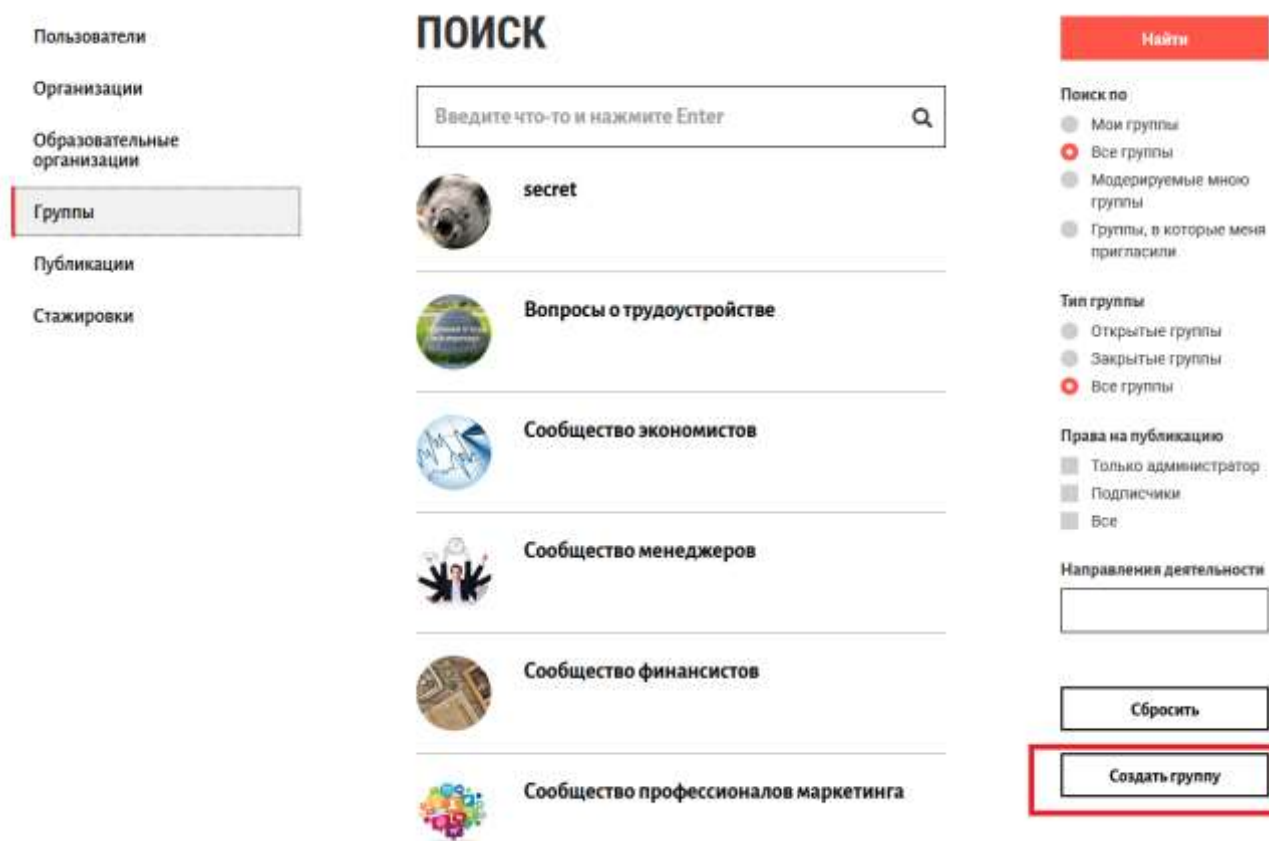 Пользователи
Организации
Образовательные
организации
Группы
Публикации
Стажировки
ПОИСК
Введите что-то и нажмите Enter
secret
Вопросы о трудоустройстве
Сообщество экономистов
Сообщество менеджеров
Сообщество финансистов
Сообщество профессионалов маркетинга
Найти
Поиск по
Мои группы
Все группы
Модерируемые мною
группы
Группы, в которые меня
пригласили
Тип группы
Открытые группы
Закрытые группы
Все группы
Права на публикацию
Только администратор
Подписчики
Все
Направления деятельности
Сбросить
Создать группу